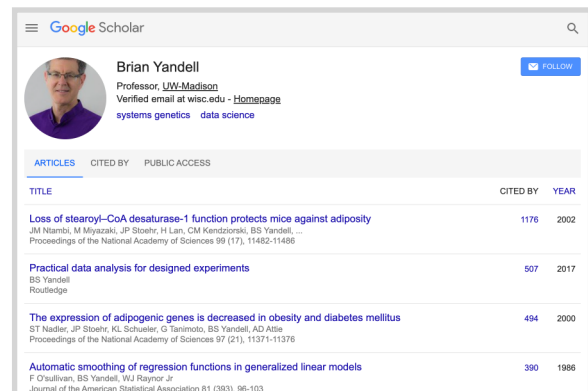 Google Scholar
Brian Yandell
FOLLOW
Professor, UW-Madison
Verified email at wisc.edu - Homepage
systems genetics data science
ARTICLES CITED BY PUBLIC ACCESS
TITLE CITED BY YEAR
Loss of stearoyl–CoA desaturase-1 function protects mice against adiposity 1176 2002
JM Ntambi, M Miyazaki, JP Stoehr, H Lan, CM Kendziorski, BS Yandell, ...
Proceedings of the National Academy of Sciences 99 (17), 11482-11486
Practical data analysis for designed experiments 507 2017
BS Yandell
Routledge
The expression of adipogenic genes is decreased in obesity and diabetes mellitus 494 2000
ST Nadler, JP Stoehr, KL Schueler, G Tanimoto, BS Yandell, AD Attie
Proceedings of the National Academy of Sciences 97 (21), 11371-11376
Automatic smoothing of regression functions in generalized linear models 390 1986
F O'sullivan, BS Yandell, WJ Raynor Jr
Journal of the American Statistical Association 81 (393), 96-103